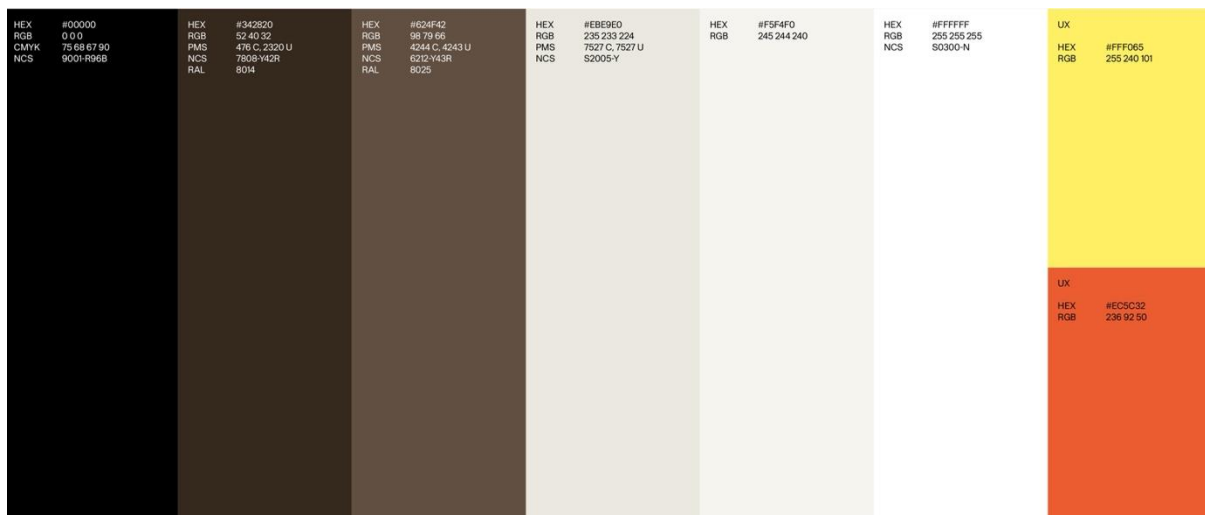 HEX #00000
RGB 0 0 0
CMYK 75 68 67 90
NCS 9001-R96B
HEX #342820
RGB 52 40 32
PMS 476 C, 2320 U
NCS 7808-Y42R
RAL 8014
HEX #624F42
RGB 98 79 66
PMS 4244 C, 4243 U
NCS 6212-Y43R
RAL 8025
HEX #EBE9E0
RGB 235 233 224
PMS 7527 C, 7527 U
NCS S2005-Y
HEX #F5F4F0
RGB 245 244 240
HEX #FFFFFF
RGB 255 255 255
NCS S0300-N
UX
HEX #FFF065
RGB 255 240 101
UX
HEX #EC5C32
RGB 236 92 50